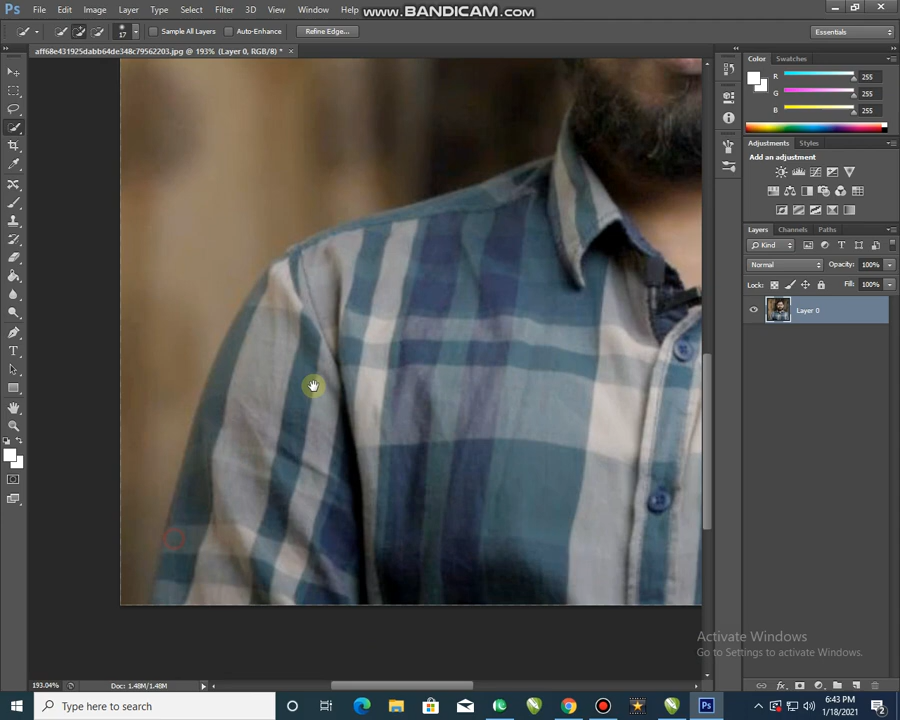 Ps File Edit Image Layer Type Select Filter 3D View Window Help www.BANDICAM.com
17 Sample All Layers Auto-Enhance Refine Edge... Essentials
aff68e431925dabb64de348c79562203.jpg @ 193% (Layer 0, RGB/8) * ×
Color Swatches
R 255
G 255
B 255
Adjustments Styles
Add an adjustment
Layers Channels Paths
Kind
Normal Opacity: 100%
Lock: Fill: 100%
Layer 0
Activate Windows
Go to Settings to activate Windows.
193.04% Doc: 1.48M/1.48M
fx
Type here to search
Ps
6:43 PM
1/18/2021
2